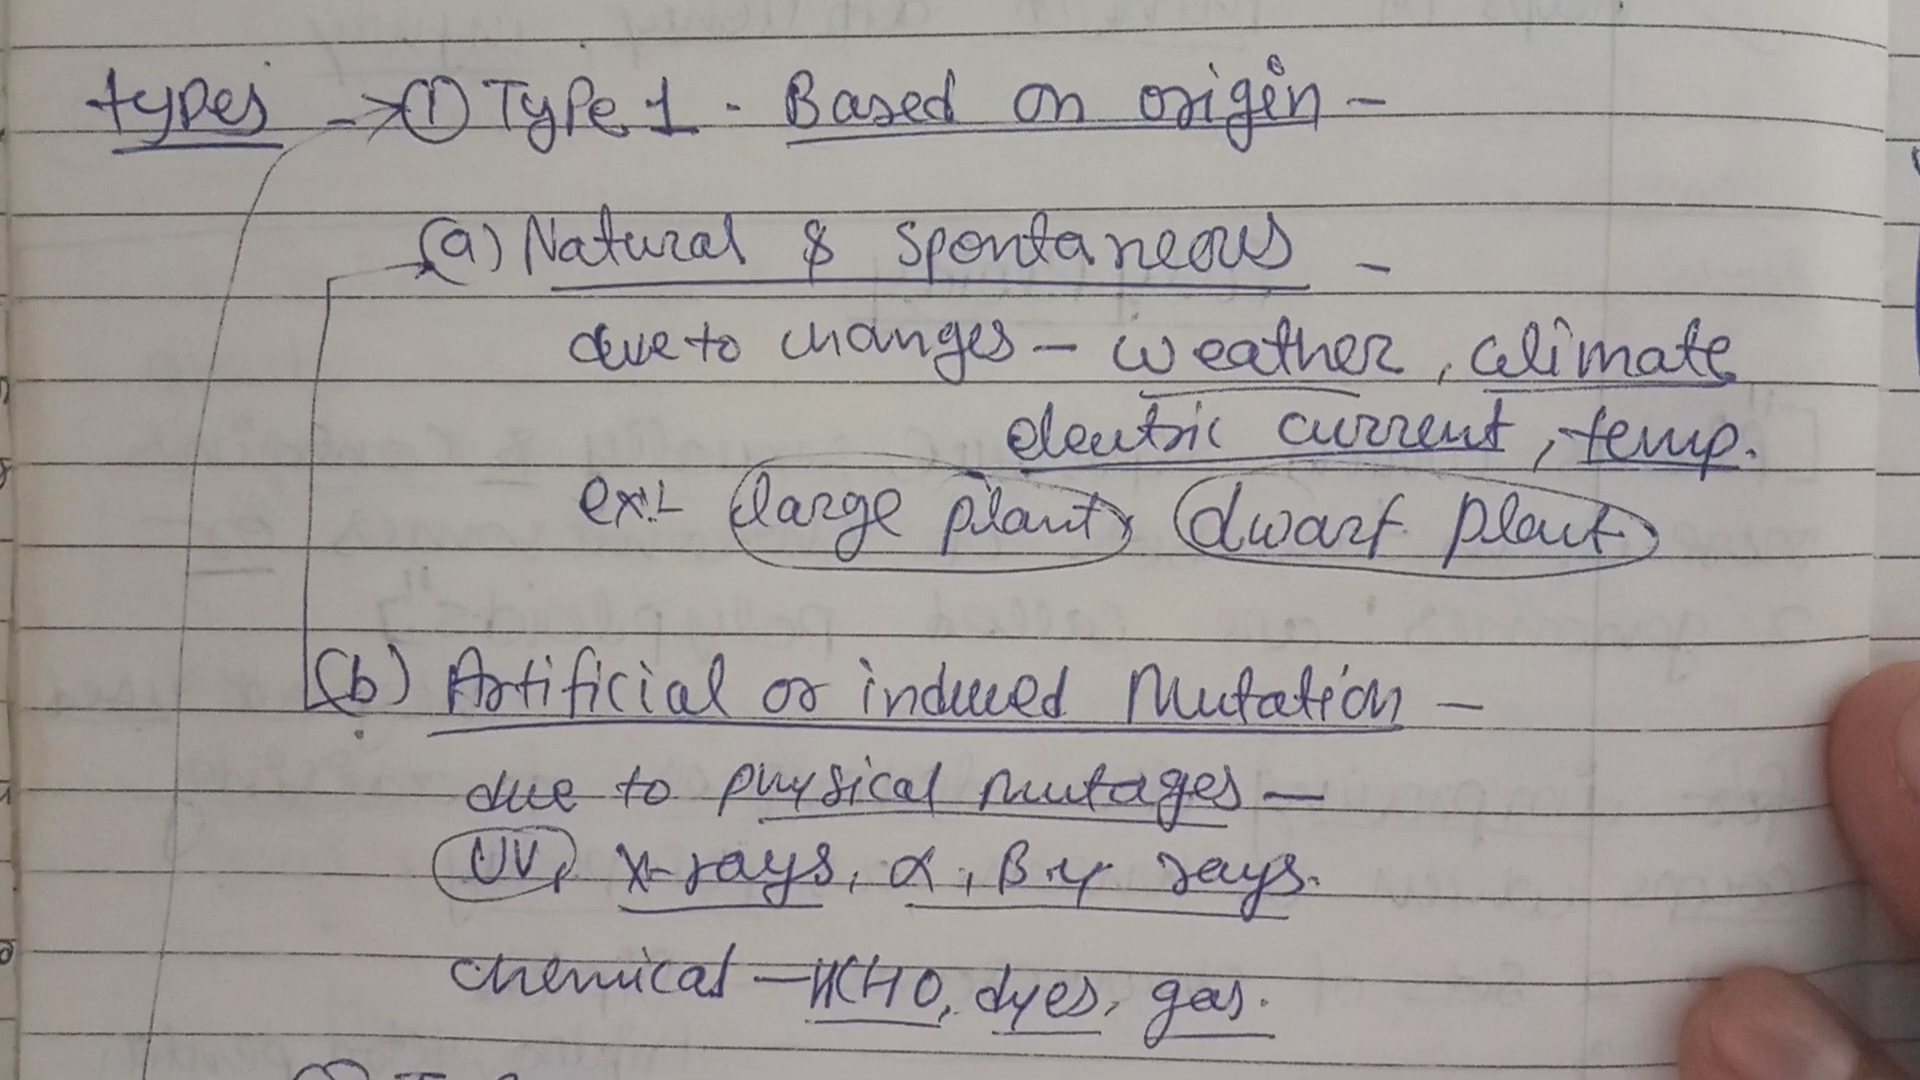 types → ① Type 1 - Based on origin -
(a) Natural & spontaneous -
due to changes - weather, climate
electric current, temp.
ex:- large plant, dwarf plant
(b) Artificial or induced Mutation -
due to physical mutages -
UV, X-rays, α, β γ rays.
chemical - HCHO, dyes, gas.